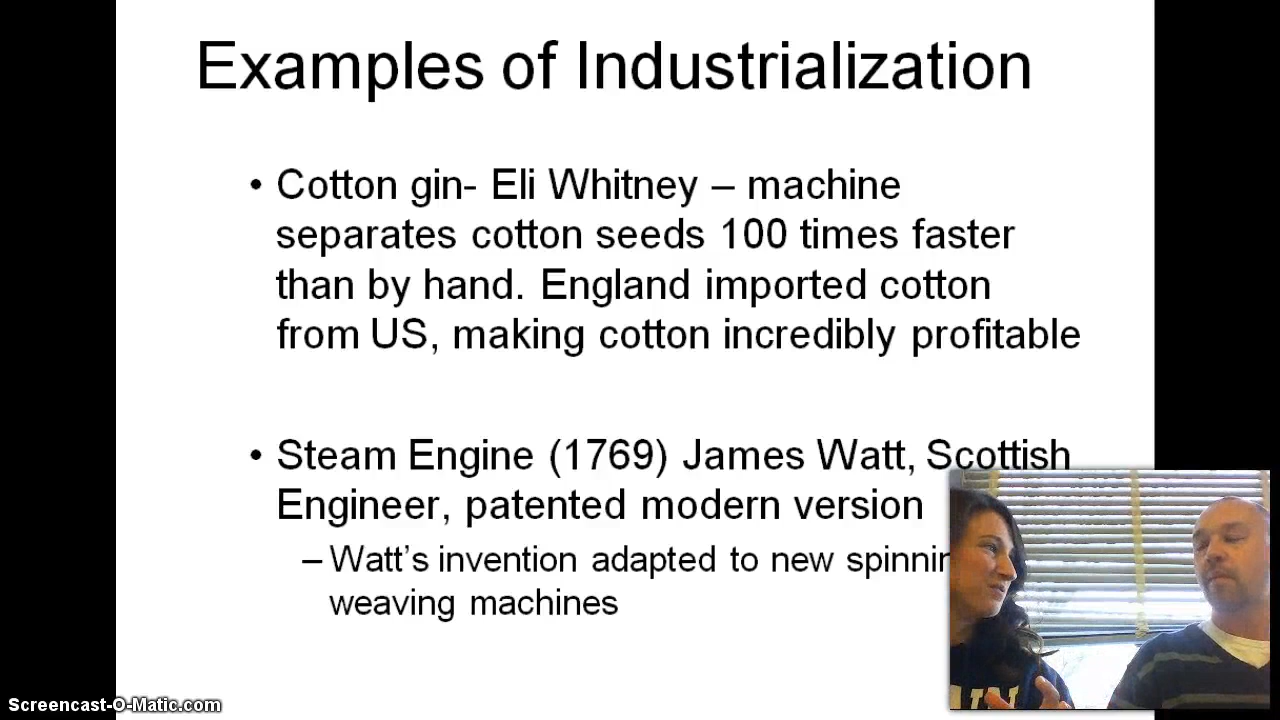 Examples of Industrialization
• Cotton gin- Eli Whitney – machine
separates cotton seeds 100 times faster
than by hand. England imported cotton
from US, making cotton incredibly profitable
• Steam Engine (1769) James Watt, Scottish
Engineer, patented modern version
– Watt's invention adapted to new
weaving machines
Screencast-O-Matic.com